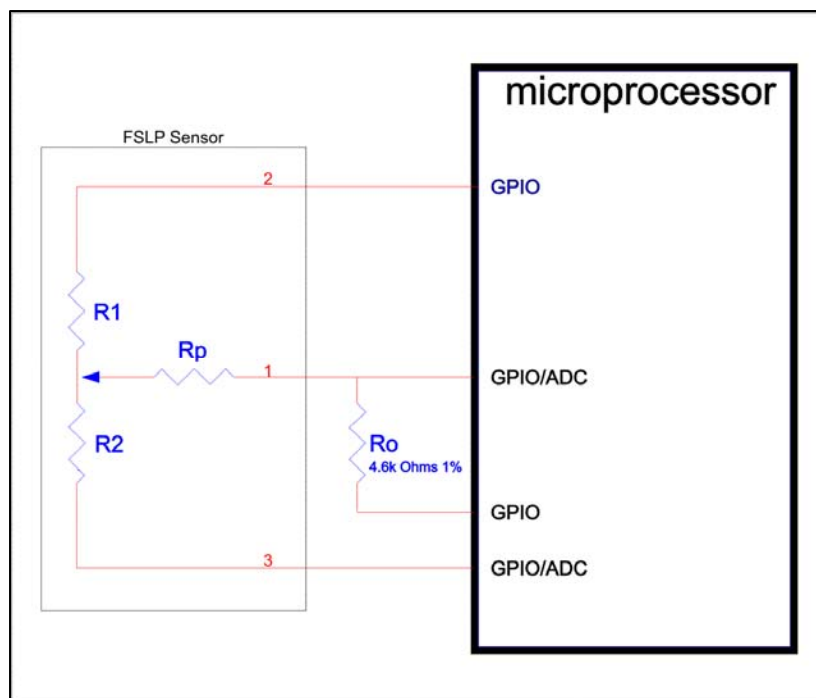 microprocessor
FSLP Sensor
2
GPIO
R1
Rp
1
GPIO/ADC
R2
Ro
4.6k Ohms 1%
GPIO
3
GPIO/ADC